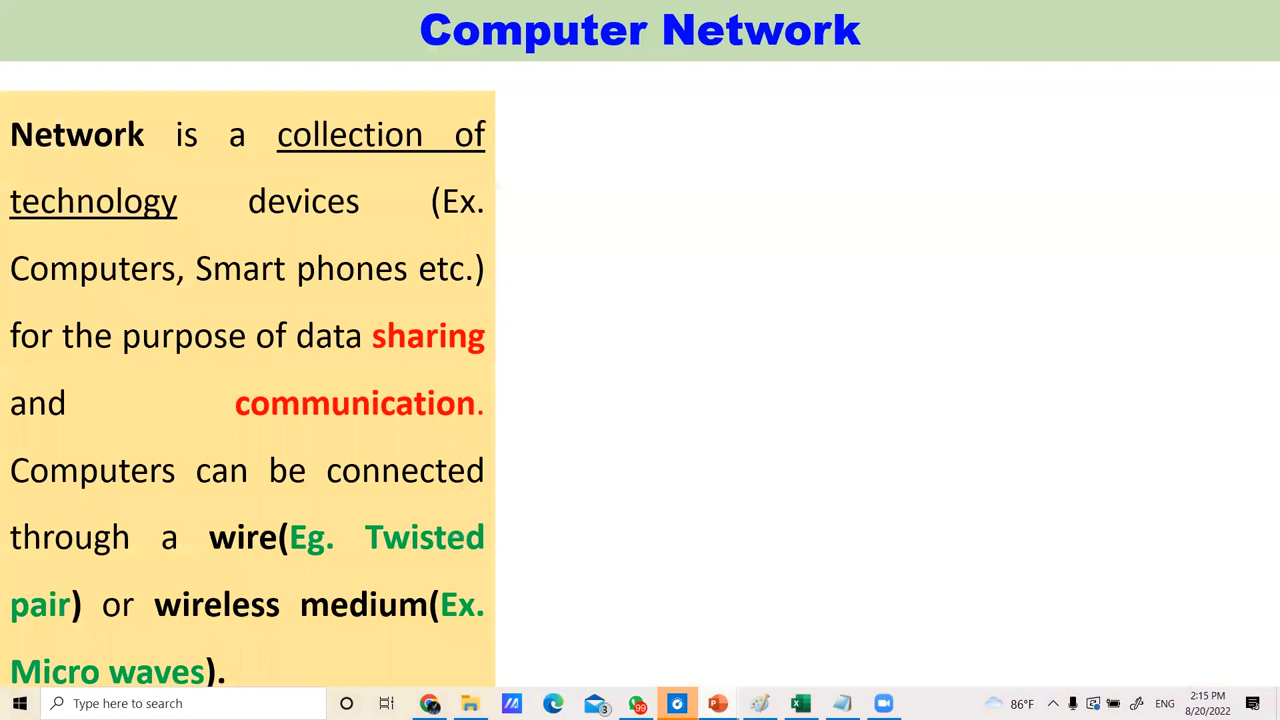 Computer Network
Network is a collection of
technology devices (Ex.
Computers, Smart phones etc.)
for the purpose of data sharing
and communication.
Computers can be connected
through a wire(Eg. Twisted
pair) or wireless medium(Ex.
Micro waves).
Type here to search
3
99
86°F
ENG
2:15 PM
8/20/2022